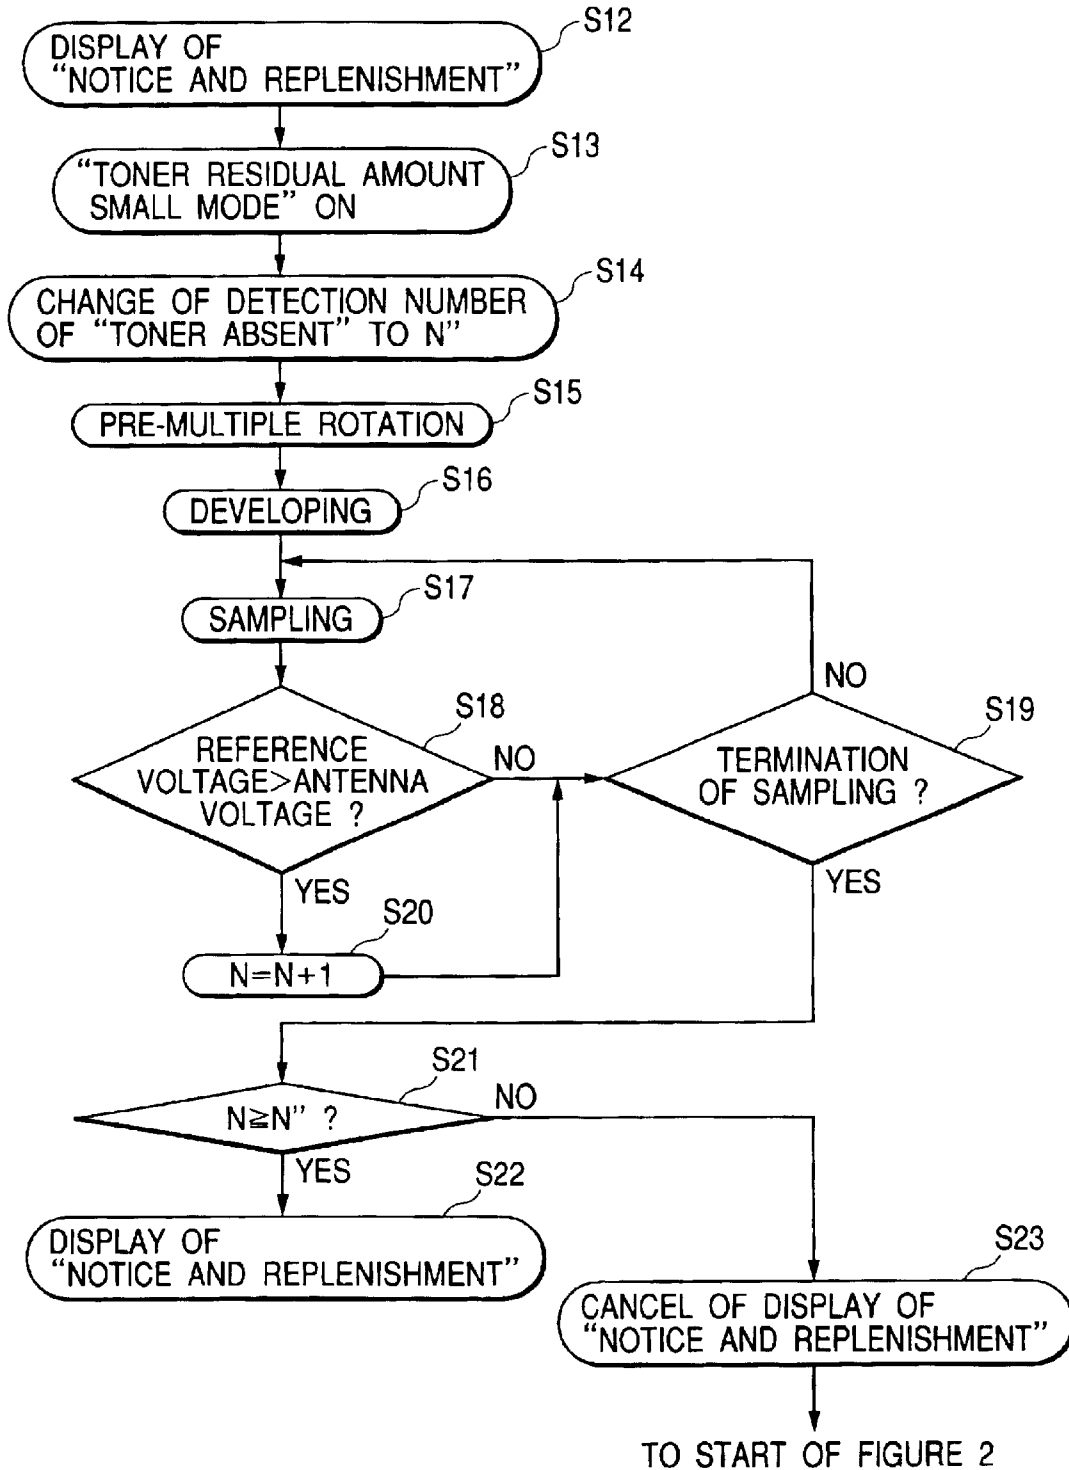 S12
DISPLAY OF
“NOTICE AND REPLENISHMENT”
S13
“TONER RESIDUAL AMOUNT
SMALL MODE” ON
S14
CHANGE OF DETECTION NUMBER
OF “TONER ABSENT” TO N”
S15
PRE-MULTIPLE ROTATION
S16
DEVELOPING
S17
SAMPLING
S18
REFERENCE
VOLTAGE>ANTENNA
VOLTAGE ?
NO
YES
S19
TERMINATION
OF SAMPLING ?
NO
YES
S20
N=N+1
S21
N≧N” ?
NO
YES
S22
DISPLAY OF
“NOTICE AND REPLENISHMENT”
S23
CANCEL OF DISPLAY OF
“NOTICE AND REPLENISHMENT”
TO START OF FIGURE 2